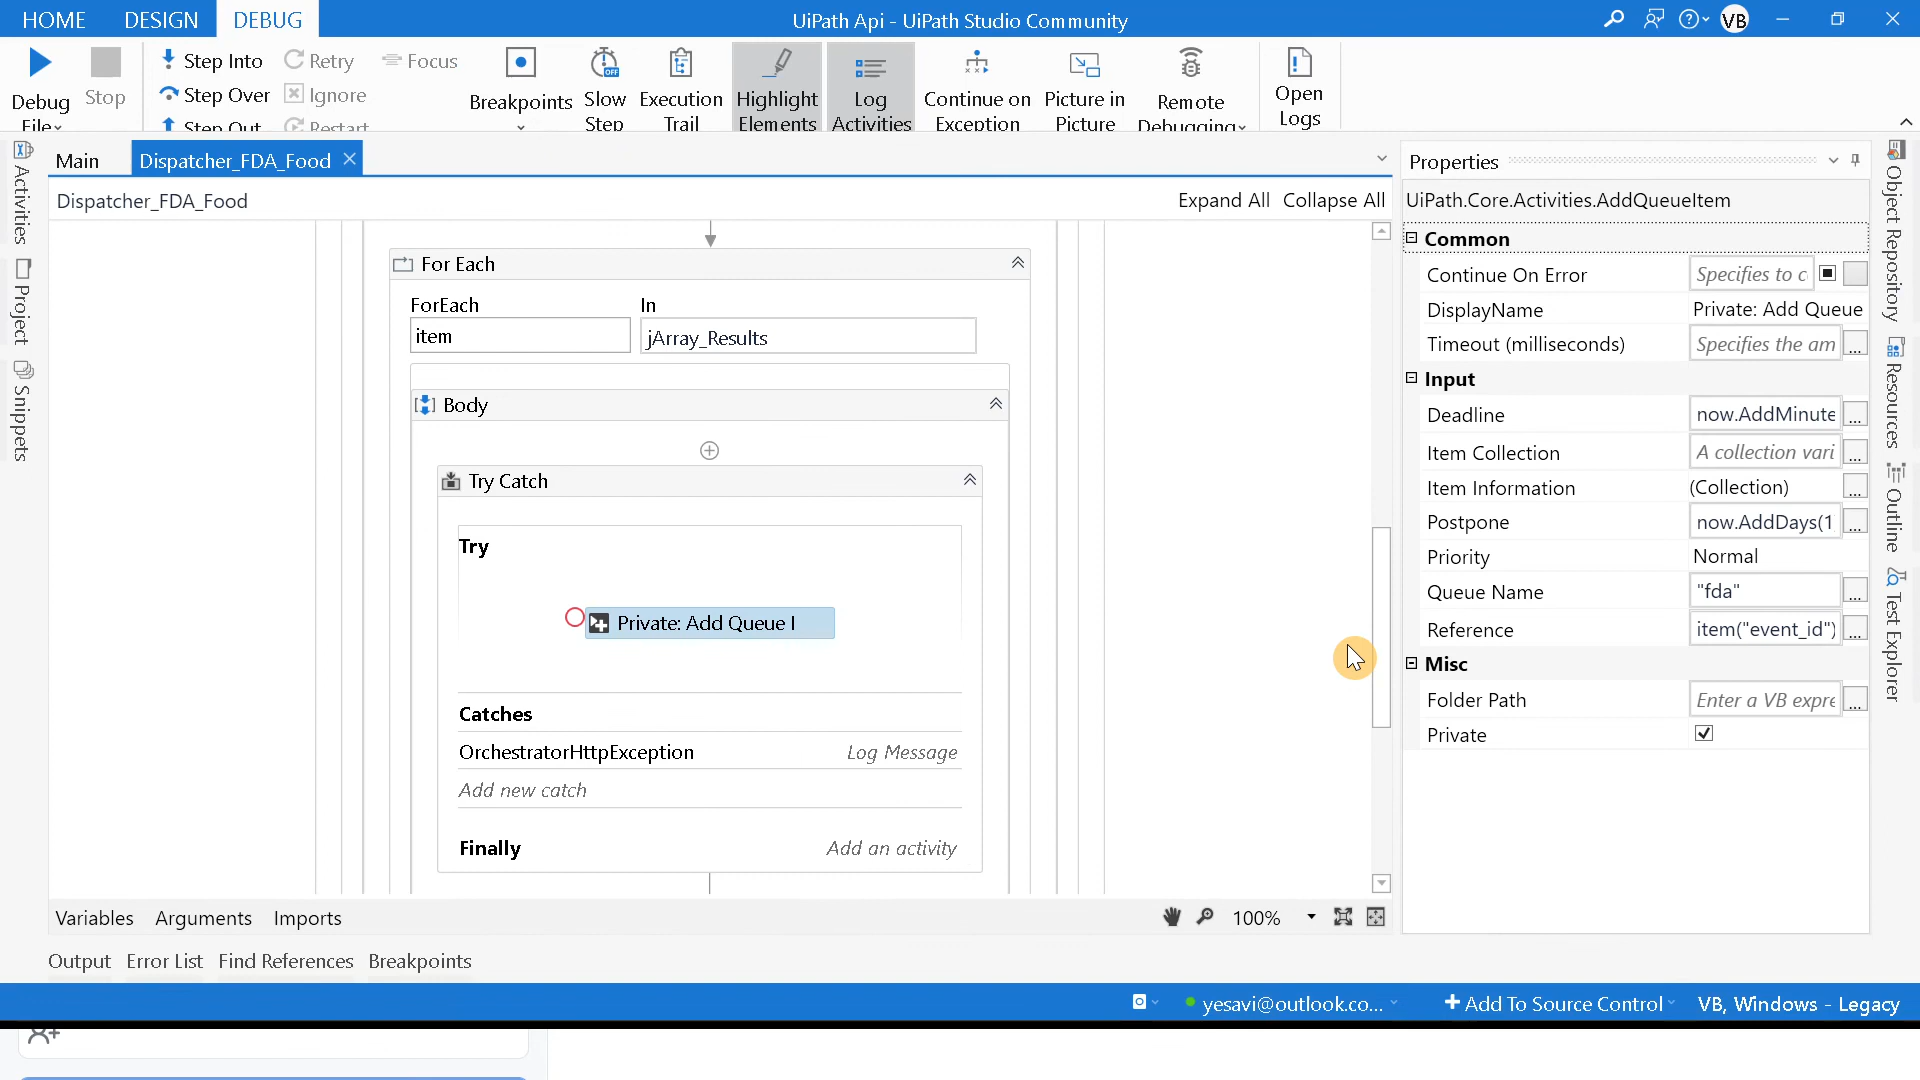 HOME DESIGN DEBUG UiPath Api - UiPath Studio Community VB
Debug File
Stop
Step Into
Step Over
Step Out
Retry
Ignore
Restart
Focus
Breakpoints
Slow Step
OFF
Execution Trail
Highlight Elements
Log Activities
Continue on Exception
Picture in Picture
Remote Debugging
Open Logs
Activities
Project
Snippets
Main Dispatcher_FDA_Food
Dispatcher_FDA_Food Expand All Collapse All
For Each
ForEach In
item jArray_Results
Body
Try Catch
Try
Private: Add Queue I
Catches
OrchestratorHttpException Log Message
Add new catch
Finally Add an activity
Variables Arguments Imports 100%
Output Error List Find References Breakpoints
Properties
UiPath.Core.Activities.AddQueueItem
Common
Continue On Error Specifies to c
DisplayName Private: Add Queue
Timeout (milliseconds) Specifies the am ...
Input
Deadline now.AddMinute ...
Item Collection A collection vari ...
Item Information (Collection) ...
Postpone now.AddDays(1 ...
Priority Normal
Queue Name "fda" ...
Reference item("event_id") ...
Misc
Folder Path Enter a VB expre ...
Private
Object Repository
Resources
Outline
Test Explorer
yesavi@outlook.co... Add To Source Control VB, Windows - Legacy